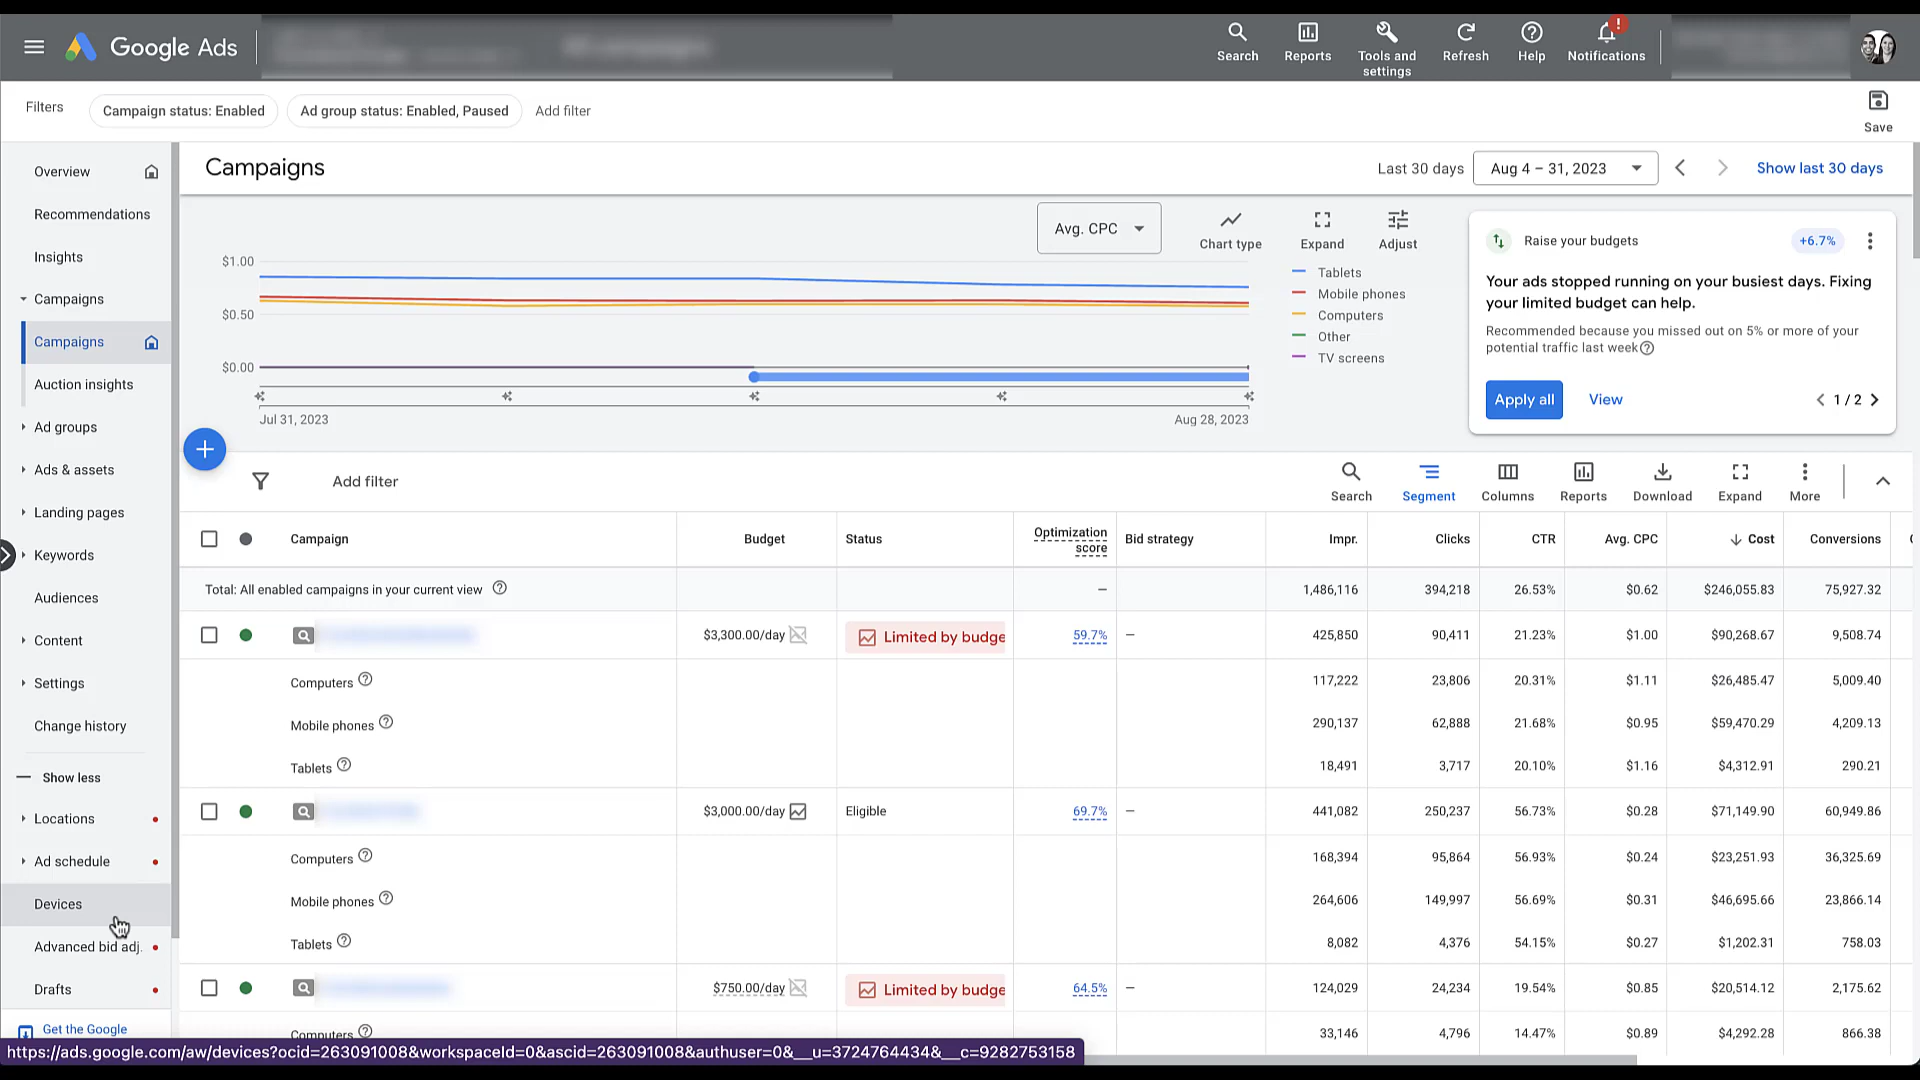 Google Ads
Search
Reports
Tools and
settings
Refresh
Help
!
Notifications
Filters
Campaign status: Enabled
Ad group status: Enabled, Paused
Add filter
Save
Overview
Recommendations
Insights
Campaigns
Campaigns
Auction insights
Ad groups
Ads & assets
Landing pages
Keywords
Audiences
Content
Settings
Change history
Show less
Locations
Ad schedule
Devices
Advanced bid adj.
Drafts
Get the Google
Campaigns
Last 30 days
Aug 4 – 31, 2023
Show last 30 days
Avg. CPC
Chart type
Expand
Adjust
$1.00
$0.50
$0.00
Jul 31, 2023
Aug 28, 2023
Tablets
Mobile phones
Computers
Other
TV screens
Raise your budgets
+6.7%
Your ads stopped running on your busiest days. Fixing
your limited budget can help.
Recommended because you missed out on 5% or more of your
potential traffic last week
Apply all
View
1 / 2
Add filter
Search
Segment
Columns
Reports
Download
Expand
More
Campaign Budget Status Optimization score Bid strategy Impr. Clicks CTR Avg. CPC Cost Conversions
Total: All enabled campaigns in your current view – 1,486,116 394,218 26.53% $0.62 $246,055.83 75,927.32
$3,300.00/day Limited by budge 59.7% – 425,850 90,411 21.23% $1.00 $90,268.67 9,508.74
Computers 117,222 23,806 20.31% $1.11 $26,485.47 5,009.40
Mobile phones 290,137 62,888 21.68% $0.95 $59,470.29 4,209.13
Tablets 18,491 3,717 20.10% $1.16 $4,312.91 290.21
$3,000.00/day Eligible 69.7% – 441,082 250,237 56.73% $0.28 $71,149.90 60,949.86
Computers 168,394 95,864 56.93% $0.24 $23,251.93 36,325.69
Mobile phones 264,606 149,997 56.69% $0.31 $46,695.66 23,866.14
Tablets 8,082 4,376 54.15% $0.27 $1,202.31 758.03
$750.00/day Limited by budge 64.5% – 124,029 24,234 19.54% $0.85 $20,514.12 2,175.62
Computers 33,146 4,796 14.47% $0.89 $4,292.28 866.38
https://ads.google.com/aw/devices?ocid=263091008&workspaceId=0&ascid=263091008&authuser=0&__u=3724764434&__c=9282753158